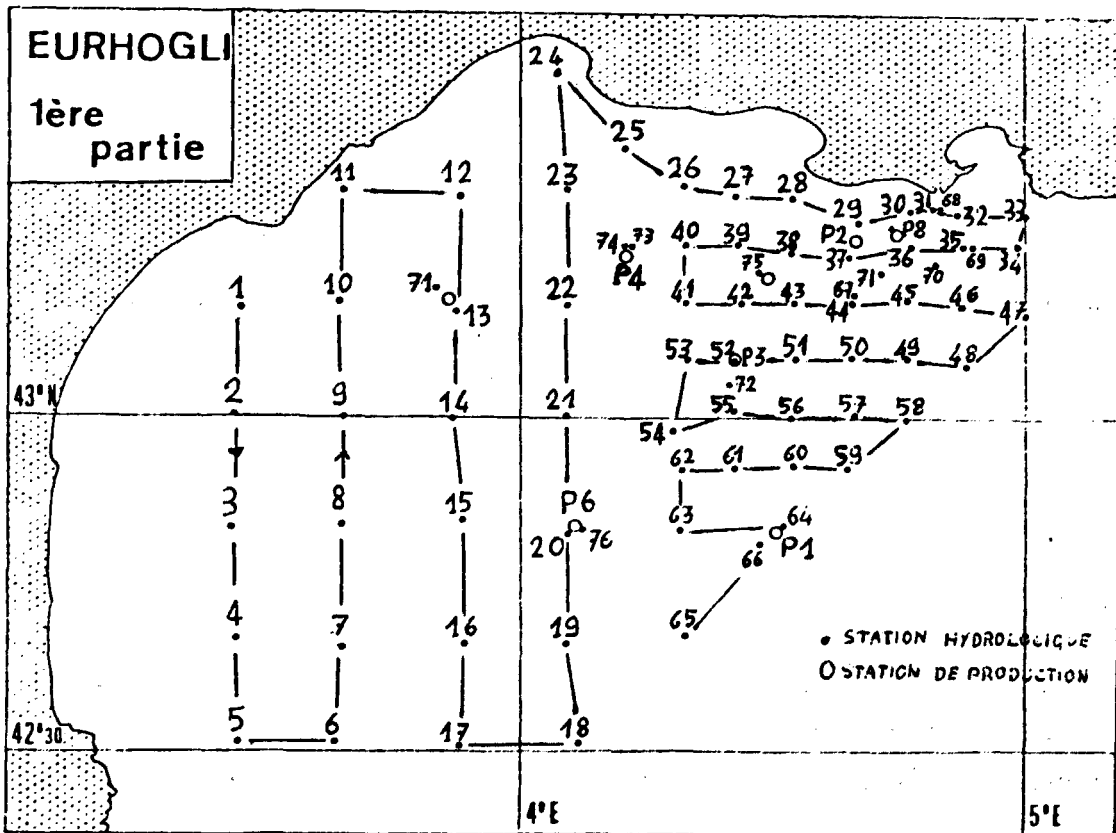 EURHOGLI
1ère
partie
24
25
11 12 23 26 27 28
29 30 31 68 32 33
P2 P8
40 39 38 37 36 35 69 34
74 73
P4
75 71 70
1 10 71 13 22 41 42 43 67 44 45 46 47
53 52 P3 51 50 49 48
72
43°N 2 9 14 21 54 55 56 57 58
62 61 60 59
3 8 15 P6 63 64
20 76 66 P1
4 7 16 19 65
• STATION HYDROLOGIQUE
O STATION DE PRODUCTION
5 6 17 18
42°30
4°E 5°E